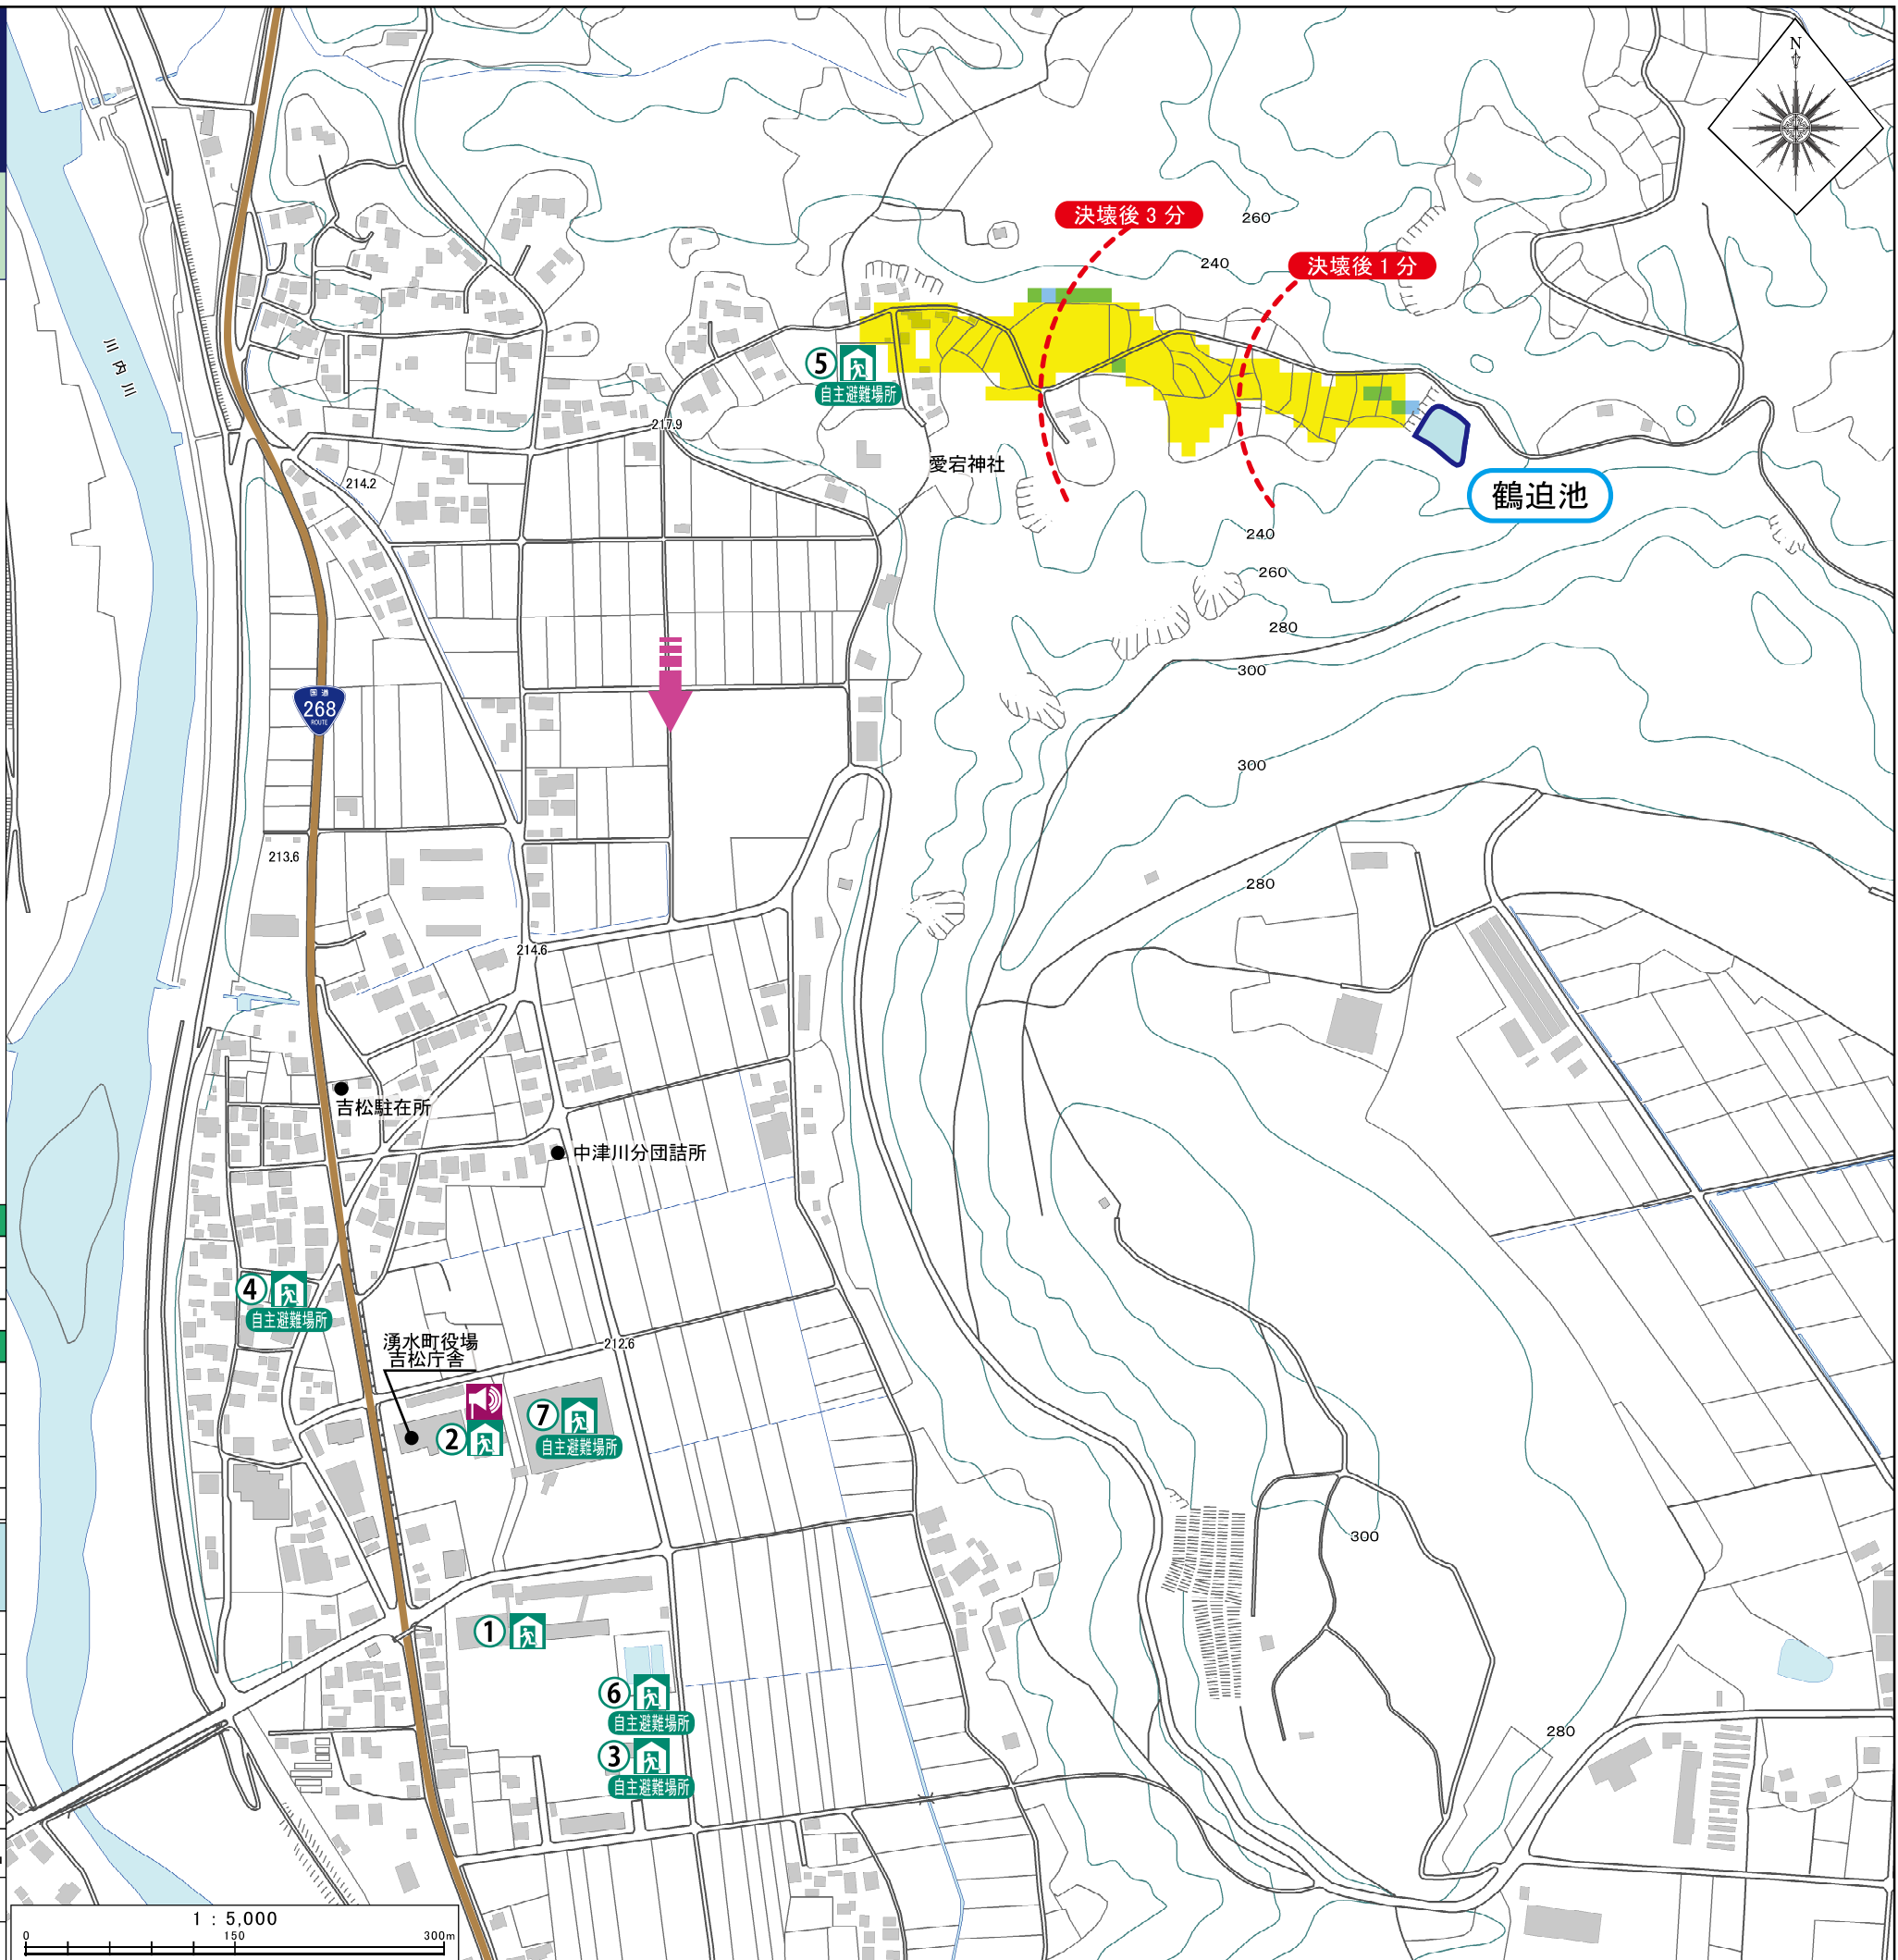 N
決壊後３分
260
240
決壊後１分
川内川
⑤
自主避難場所
217.9
愛宕神社
214.2
鶴迫池
240
260
280
300
国道
268
ROUTE
300
213.6
280
214.6
吉松駐在所
中津川分団詰所
④
自主避難場所
湧水町役場
吉松庁舎
212.6
②
⑦
自主避難場所
300
①
⑥
自主避難場所
③
自主避難場所
280
1 : 5,000
0 150 300m